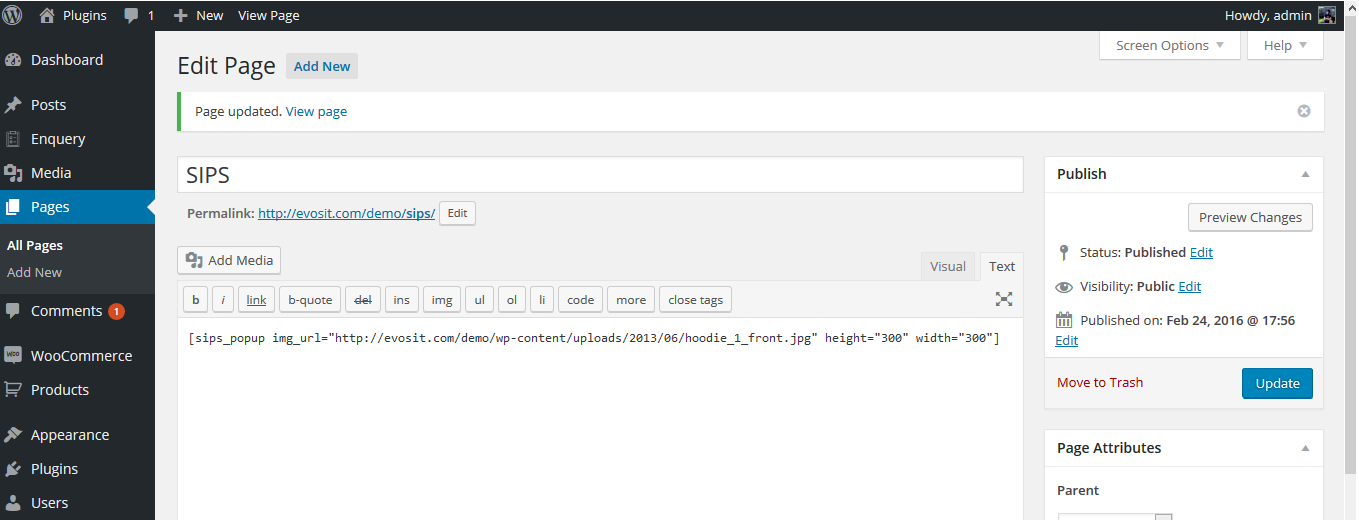 Plugins 1 New View Page Howdy, admin
Screen Options Help
Dashboard
Posts
Enquery
Media
Pages
All Pages
Add New
Comments 1
WOO WooCommerce
Products
Appearance
Plugins
Users
Edit Page Add New
Page updated. View page
SIPS
Permalink: http://evosit.com/demo/sips/ Edit
Add Media
Visual Text
b i link b-quote del ins img ul ol li code more close tags
[sips_popup img_url="http://evosit.com/demo/wp-content/uploads/2013/06/hoodie_1_front.jpg" height="300" width="300"]
Publish
Preview Changes
Status: Published Edit
Visibility: Public Edit
Published on: Feb 24, 2016 @ 17:56
Edit
Move to Trash Update
Page Attributes
Parent